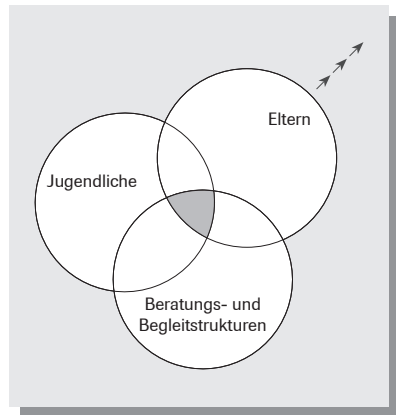 Eltern
Jugendliche
Beratungs- und
Begleitstrukturen